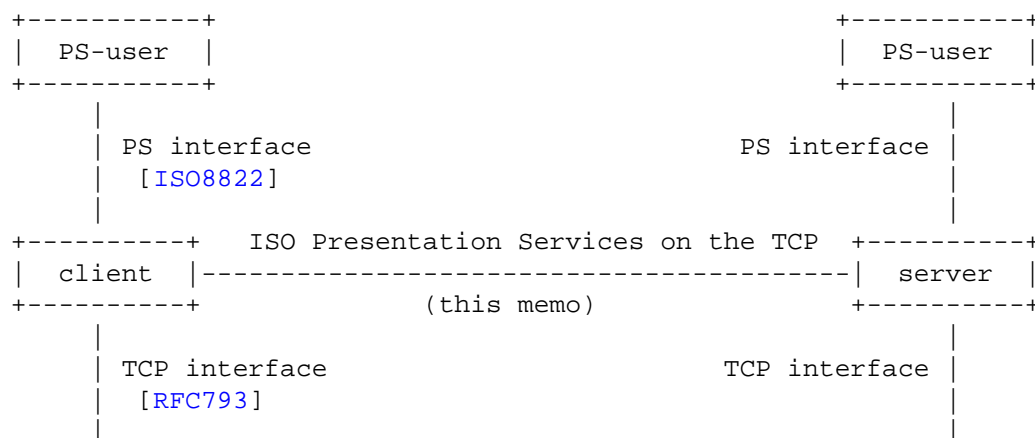 +-----------+                                       +-----------+
|  PS-user  |                                       |  PS-user  |
+-----------+                                       +-----------+
     |                                                     |
     | PS interface                           PS interface |
     |  [ISO8822]                                          |
     |                                                     |
+----------+   ISO Presentation Services on the TCP  +----------+
|  client  |-----------------------------------------|  server  |
+----------+              (this memo)                +----------+
     |                                                     |
     | TCP interface                         TCP interface |
     |  [RFC793]                                           |
     |                                                     |